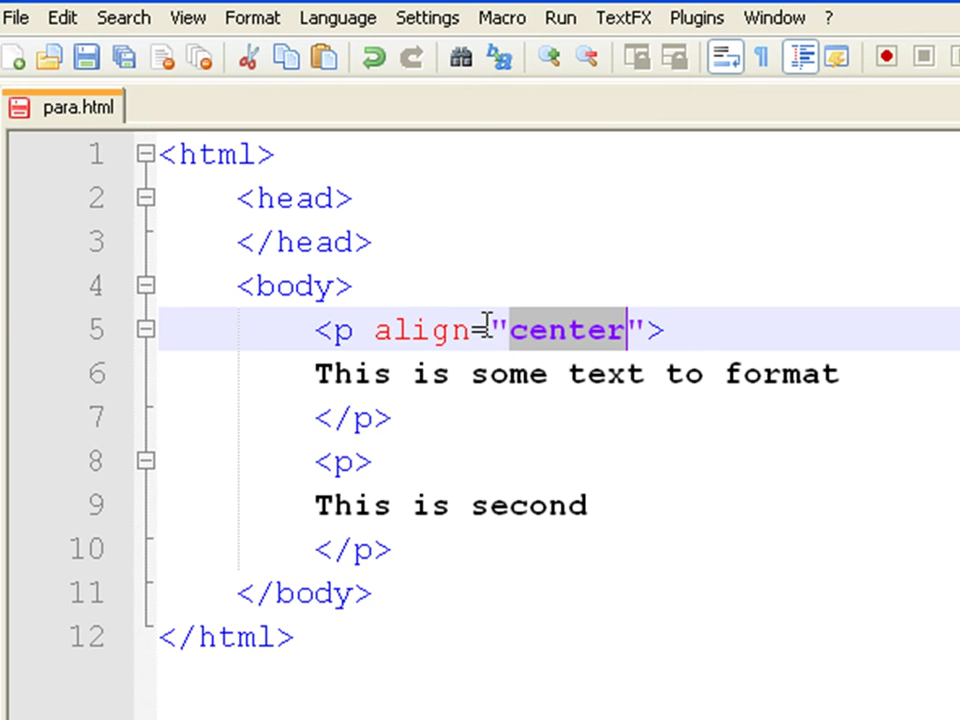 File Edit Search View Format Language Settings Macro Run TextFX Plugins Window ?
para.html
1 <html>
2 <head>
3 </head>
4 <body>
5 <p align="center">
6 This is some text to format
7 </p>
8 <p>
9 This is second
10 </p>
11 </body>
12 </html>